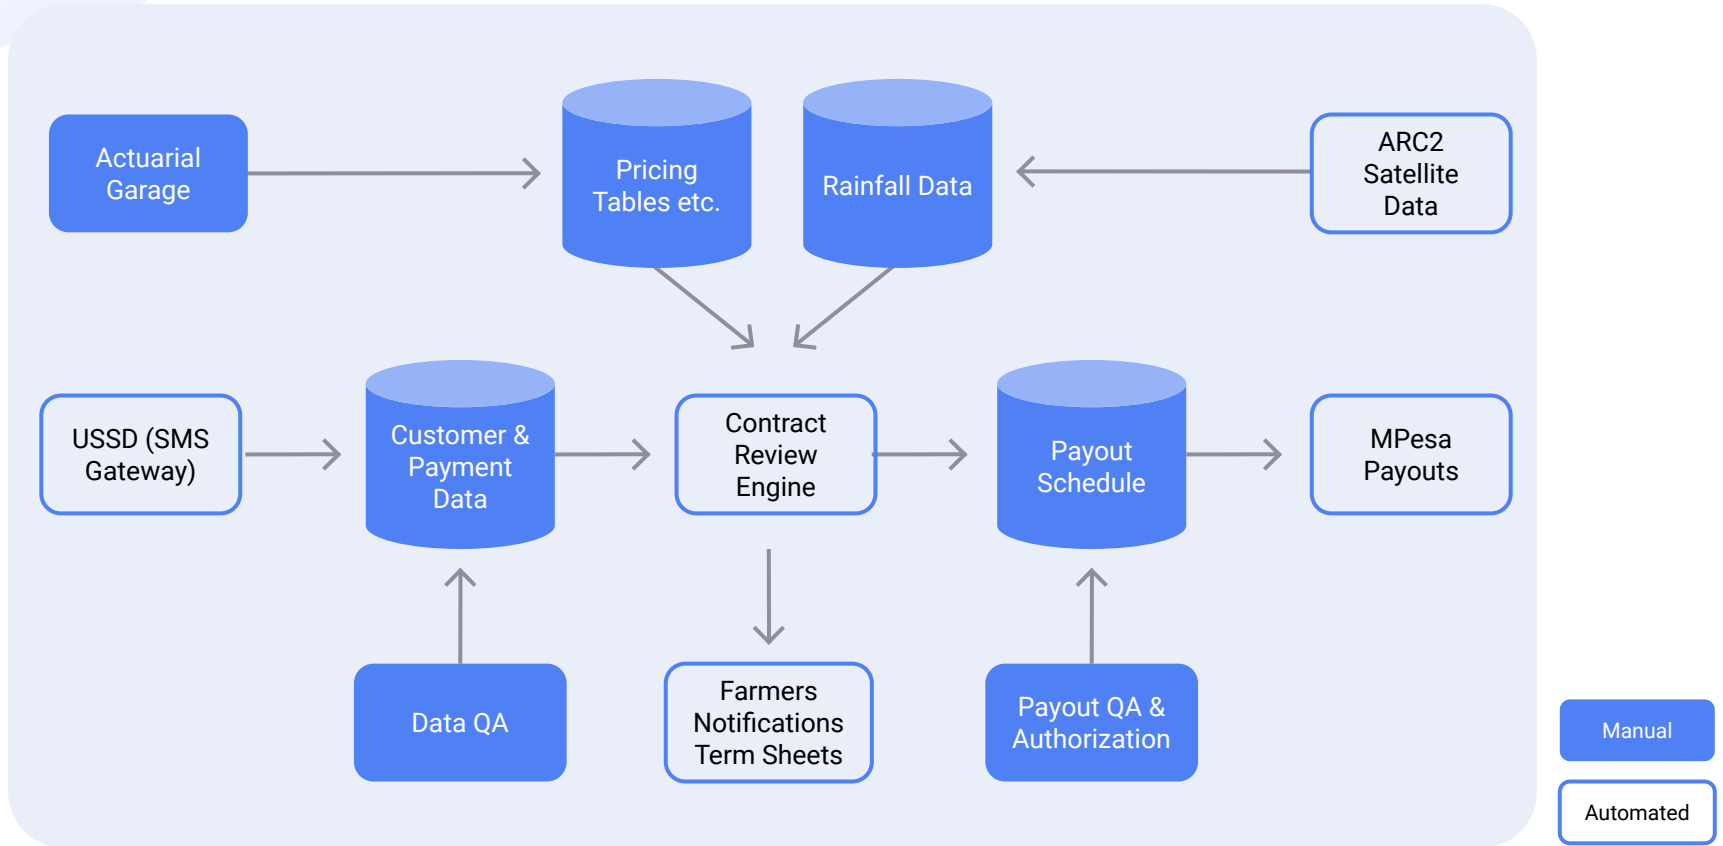 Actuarial
Garage
Pricing
Tables etc.
Rainfall Data
ARC2
Satellite
Data
USSD (SMS
Gateway)
Customer &
Payment
Data
Contract
Review
Engine
Payout
Schedule
MPesa
Payouts
Data QA
Farmers
Notifications
Term Sheets
Payout QA &
Authorization
Manual
Automated